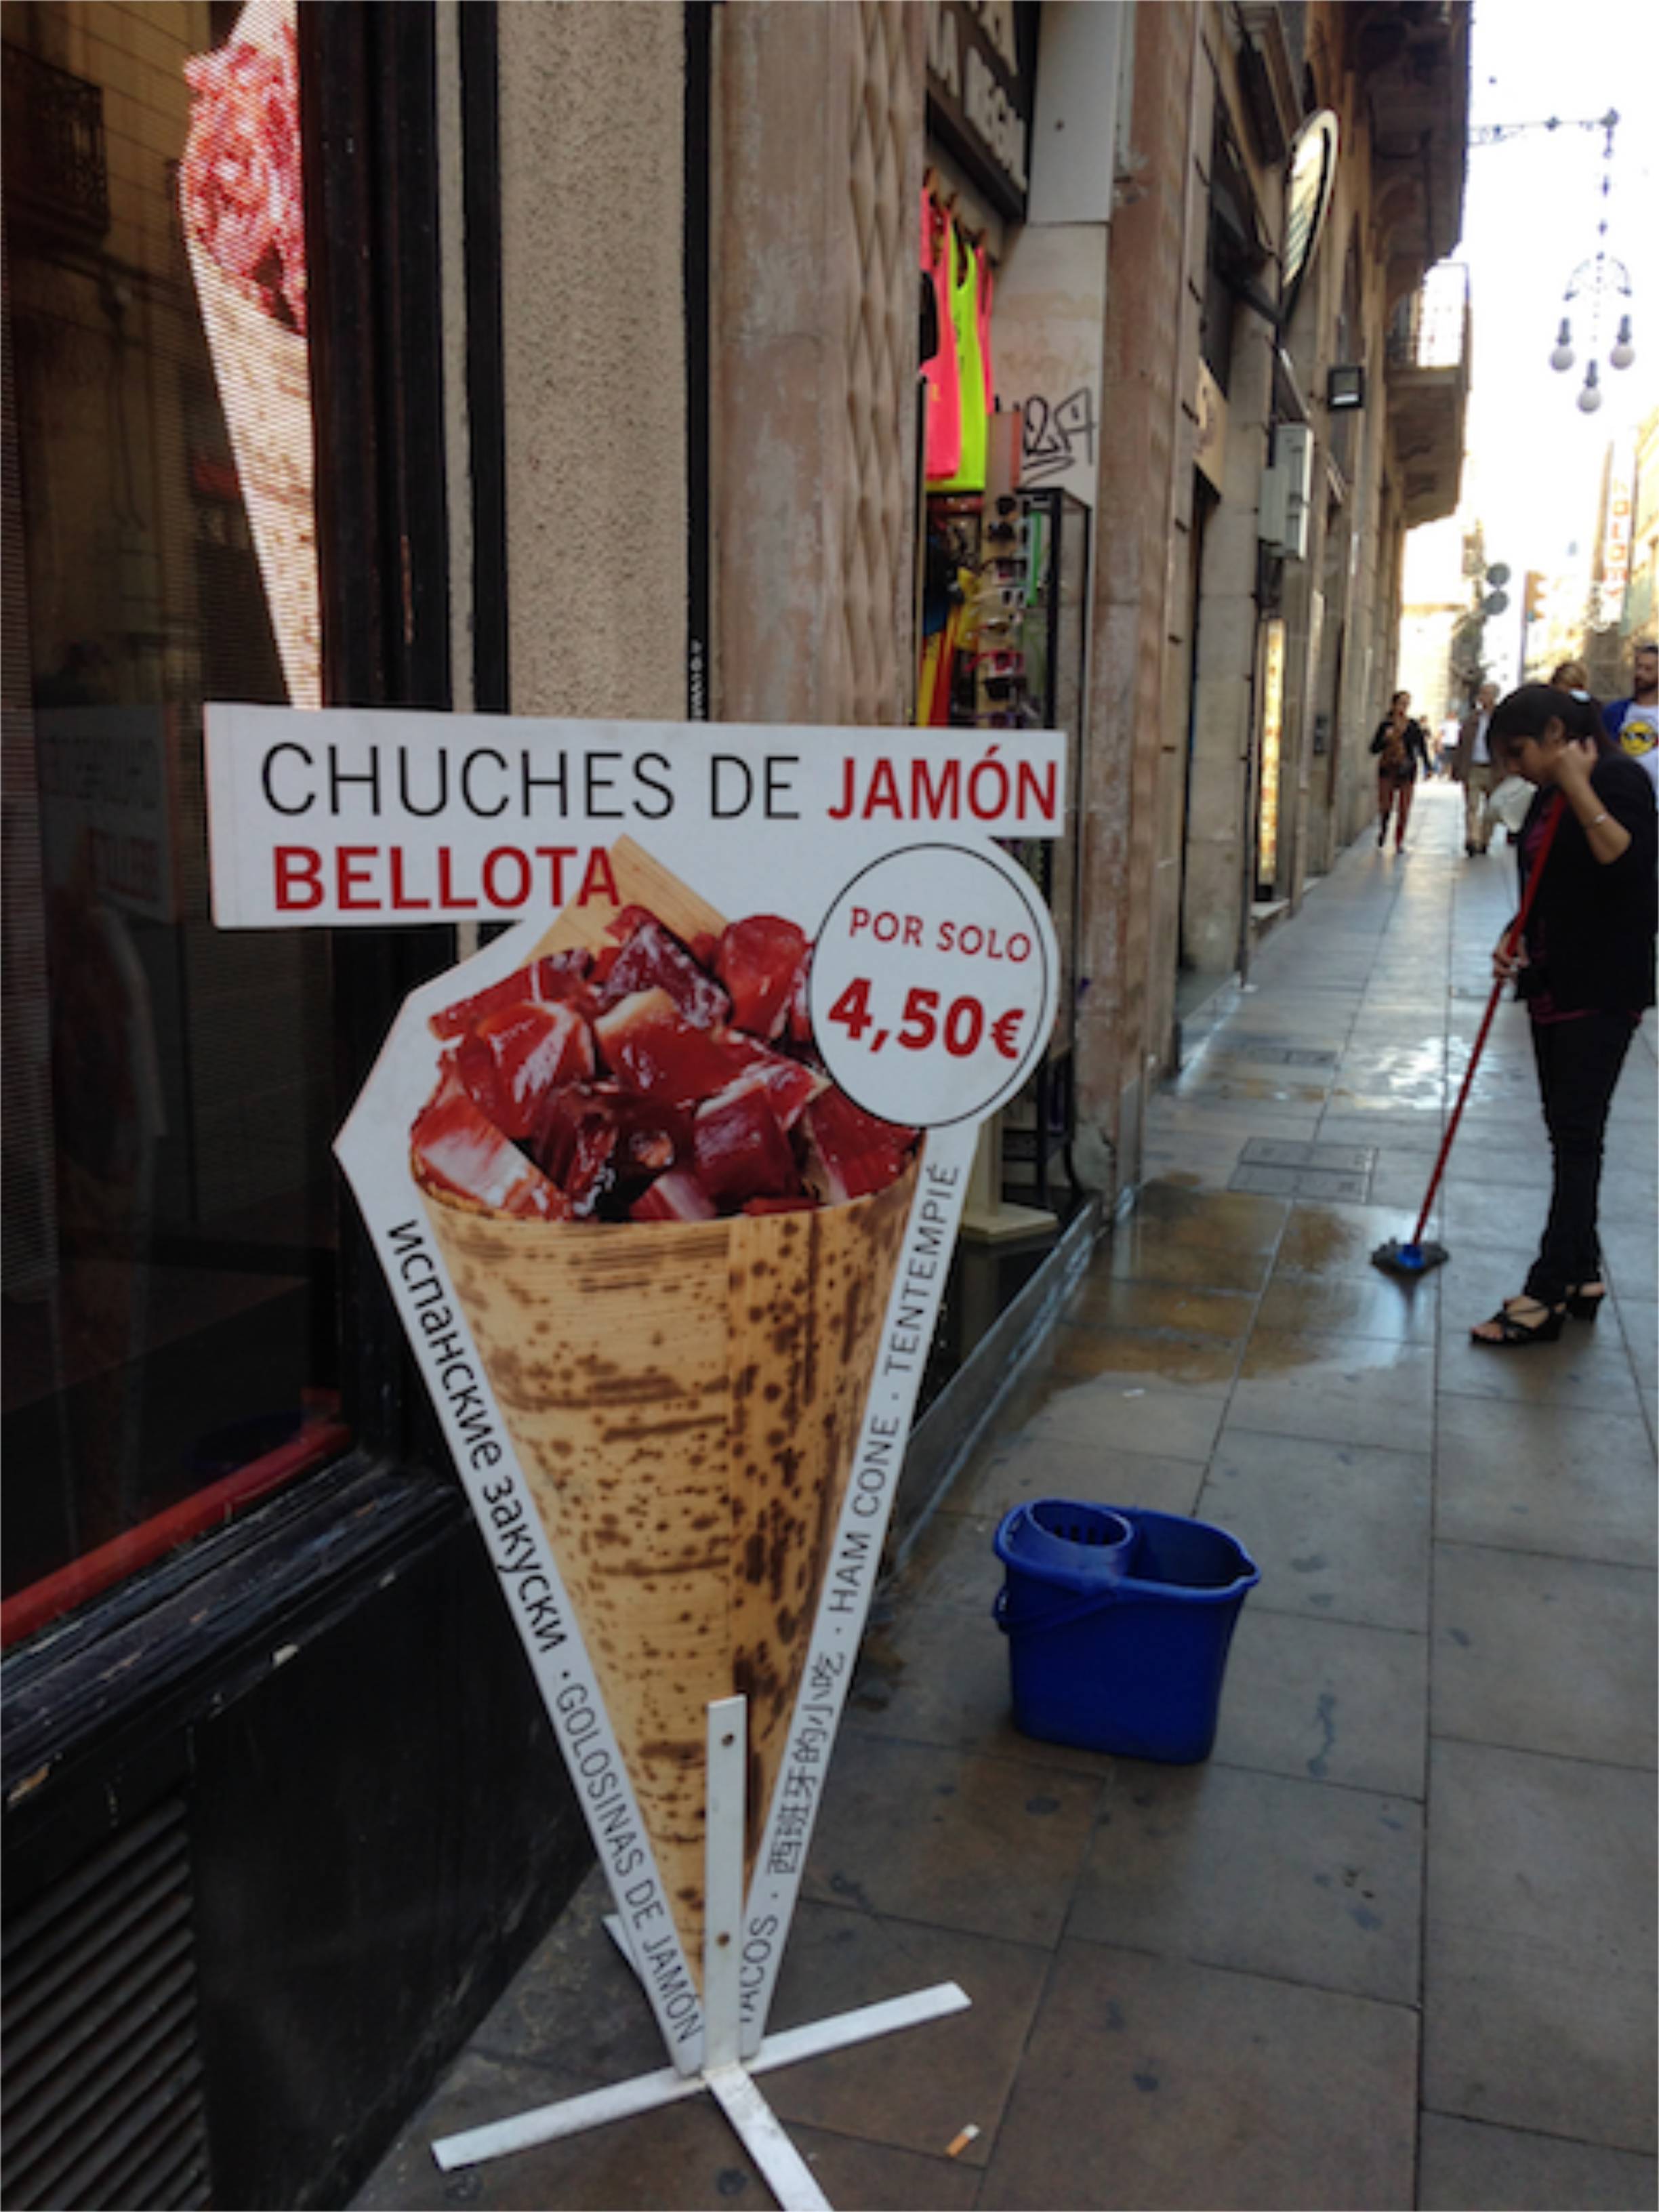 CHUCHES DE JAMÓN
BELLOTA
POR SOLO
4,50€
испанские закуски · GOLOSINAS DE JAMÓN
TACOS · 西班牙的小吃 · HAM CONE · TENTEMPIÉ